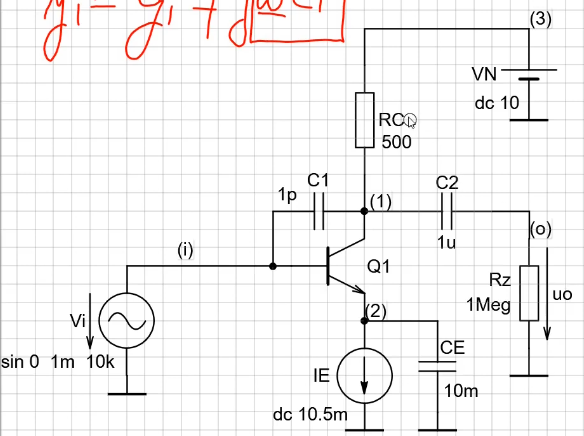 (3)
VN
dc 10
RC
500
C1
1p
(1)
C2
1u
(o)
(i)
Q1
Rz
1Meg
uo
Vi
(2)
sin 0 1m 10k
CE
IE
10m
dc 10.5m